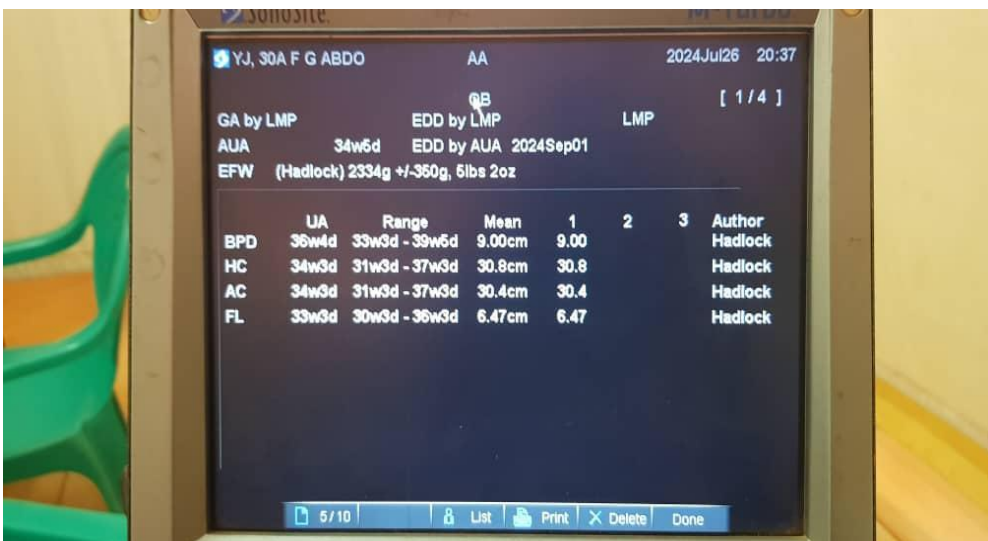 SonoSite. M-Turbo
YJ, 30A F G ABDO AA 2024Jul26 20:37
OB [ 1/4 ]
GA by LMP EDD by LMP LMP
AUA 34w5d EDD by AUA 2024Sep01
EFW (Hadlock) 2334g +/-350g, 5lbs 2oz
UA Range Mean 1 2 3 Author
BPD 36w4d 33w3d - 39w5d 9.00cm 9.00 Hadlock
HC 34w3d 31w3d - 37w3d 30.8cm 30.8 Hadlock
AC 34w3d 31w3d - 37w3d 30.4cm 30.4 Hadlock
FL 33w3d 30w3d - 36w3d 6.47cm 6.47 Hadlock
5/10 List Print Delete Done